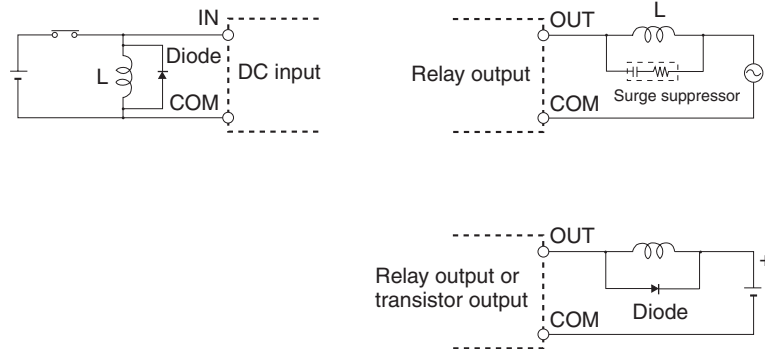 IN
Diode
L
DC input
COM
OUT
L
Relay output
Surge suppressor
COM
OUT
+
Relay output or
transistor output
Diode
COM